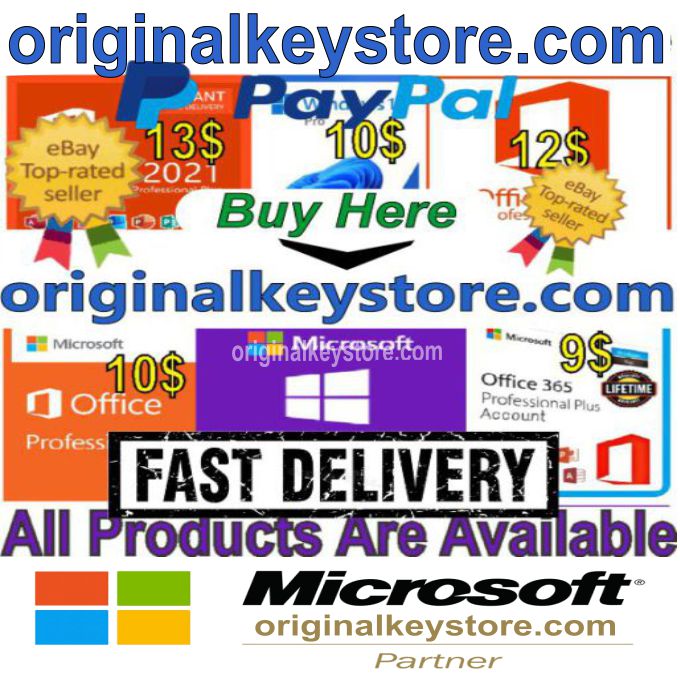 originalkeystore.com
PayPal
13$
10$
12$
eBay
Top-rated
seller
2021
Professional
eBay
Top-rated
seller
Buy Here
originalkeystore.com
Microsoft
Microsoft
Microsoft
originalkeystore.com
10$
9$
Office
Office 365
Professional Plus
Account
LIFETIME
FAST DELIVERY
All Products Are Available
Microsoft®
originalkeystore.com
Partner